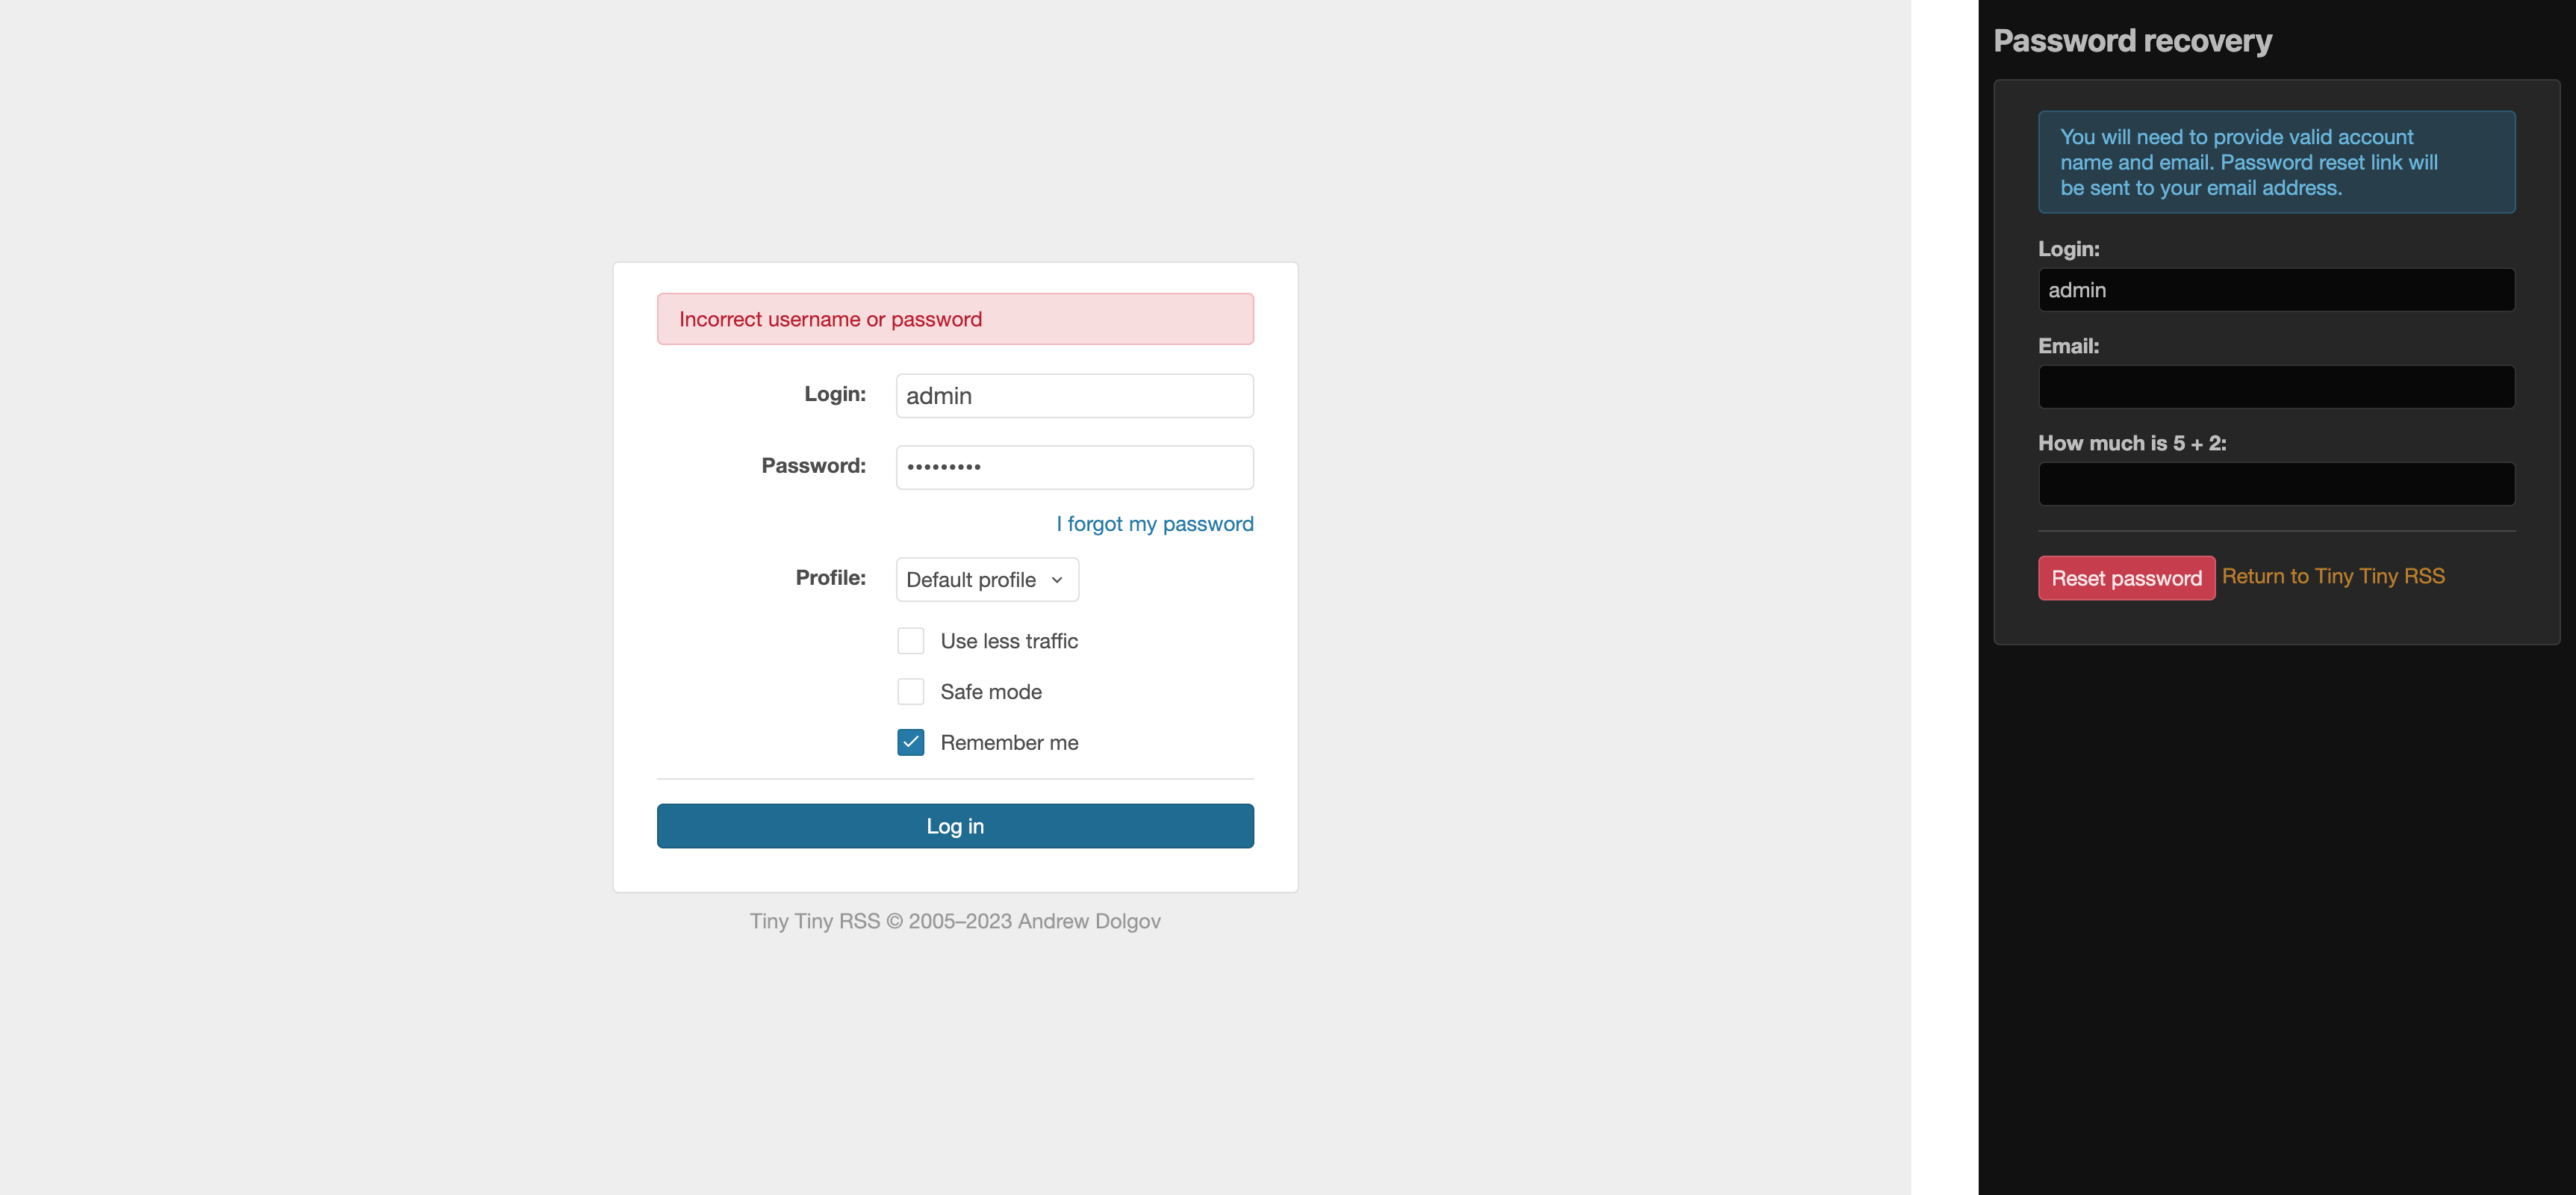 Incorrect username or password
Login:
admin
Password:
•••••••••
I forgot my password
Profile:
Default profile
Use less traffic
Safe mode
Remember me
Log in
Tiny Tiny RSS © 2005–2023 Andrew Dolgov
Password recovery
You will need to provide valid account
name and email. Password reset link will
be sent to your email address.
Login:
admin
Email:
How much is 5 + 2:
Reset password Return to Tiny Tiny RSS